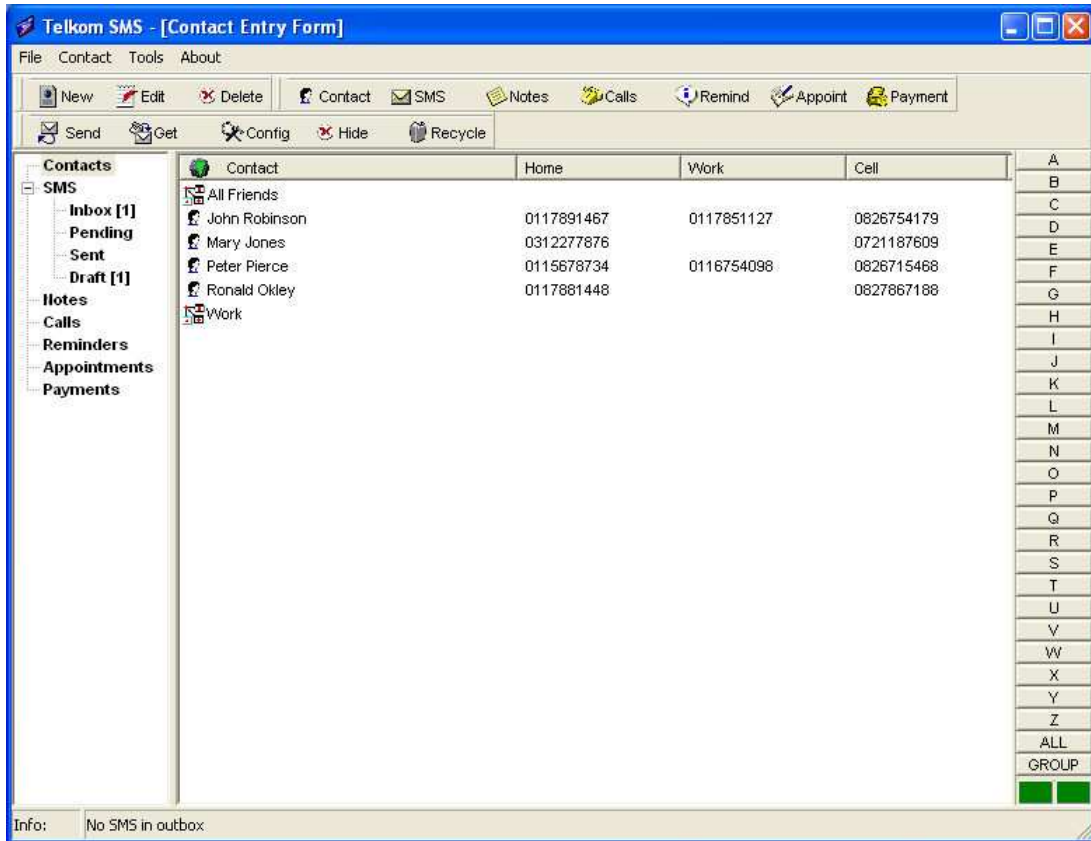 Telkom SMS - [Contact Entry Form]
File Contact Tools About
New Edit Delete Contact SMS Notes Calls Remind Appoint Payment
Send Get Config Hide Recycle
Contacts
SMS
Inbox [1]
Pending
Sent
Draft [1]
Notes
Calls
Reminders
Appointments
Payments
Contact Home Work Cell
All Friends
John Robinson 0117891467 0117851127 0826754179
Mary Jones 0312277876 0721187609
Peter Pierce 0115678734 0116754098 0826715468
Ronald Okley 0117881448 0827867188
Work
A
B
C
D
E
F
G
H
I
J
K
L
M
N
O
P
Q
R
S
T
U
V
W
X
Y
Z
ALL
GROUP
Info: No SMS in outbox